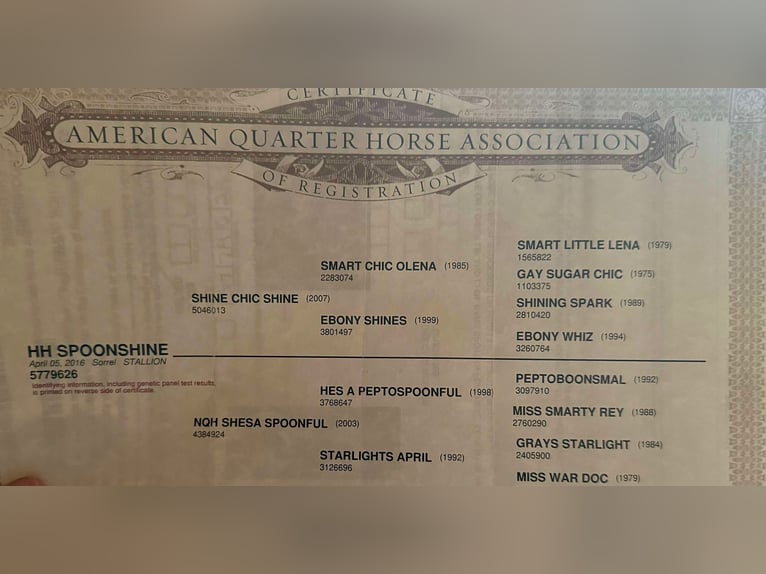 CERTIFICATE
AMERICAN QUARTER HORSE ASSOCIATION
OF REGISTRATION
SMART LITTLE LENA (1979)
1565822
SMART CHIC OLENA (1985)
2283074
GAY SUGAR CHIC (1975)
1103375
SHINE CHIC SHINE (2007)
5046013
SHINING SPARK (1989)
2810420
EBONY SHINES (1999)
3801497
EBONY WHIZ (1994)
3260764
HH SPOONSHINE
April 05, 2016 Sorrel STALLION
5779626
Identifying information, including genetic panel test results,
is printed on reverse side of certificate.
PEPTOBOONSMAL (1992)
3097910
HES A PEPTOSPOONFUL (1998)
3768647
MISS SMARTY REY (1988)
2760290
NQH SHESA SPOONFUL (2003)
4384924
GRAYS STARLIGHT (1984)
2405900
STARLIGHTS APRIL (1992)
3126696
MISS WAR DOC (1979)